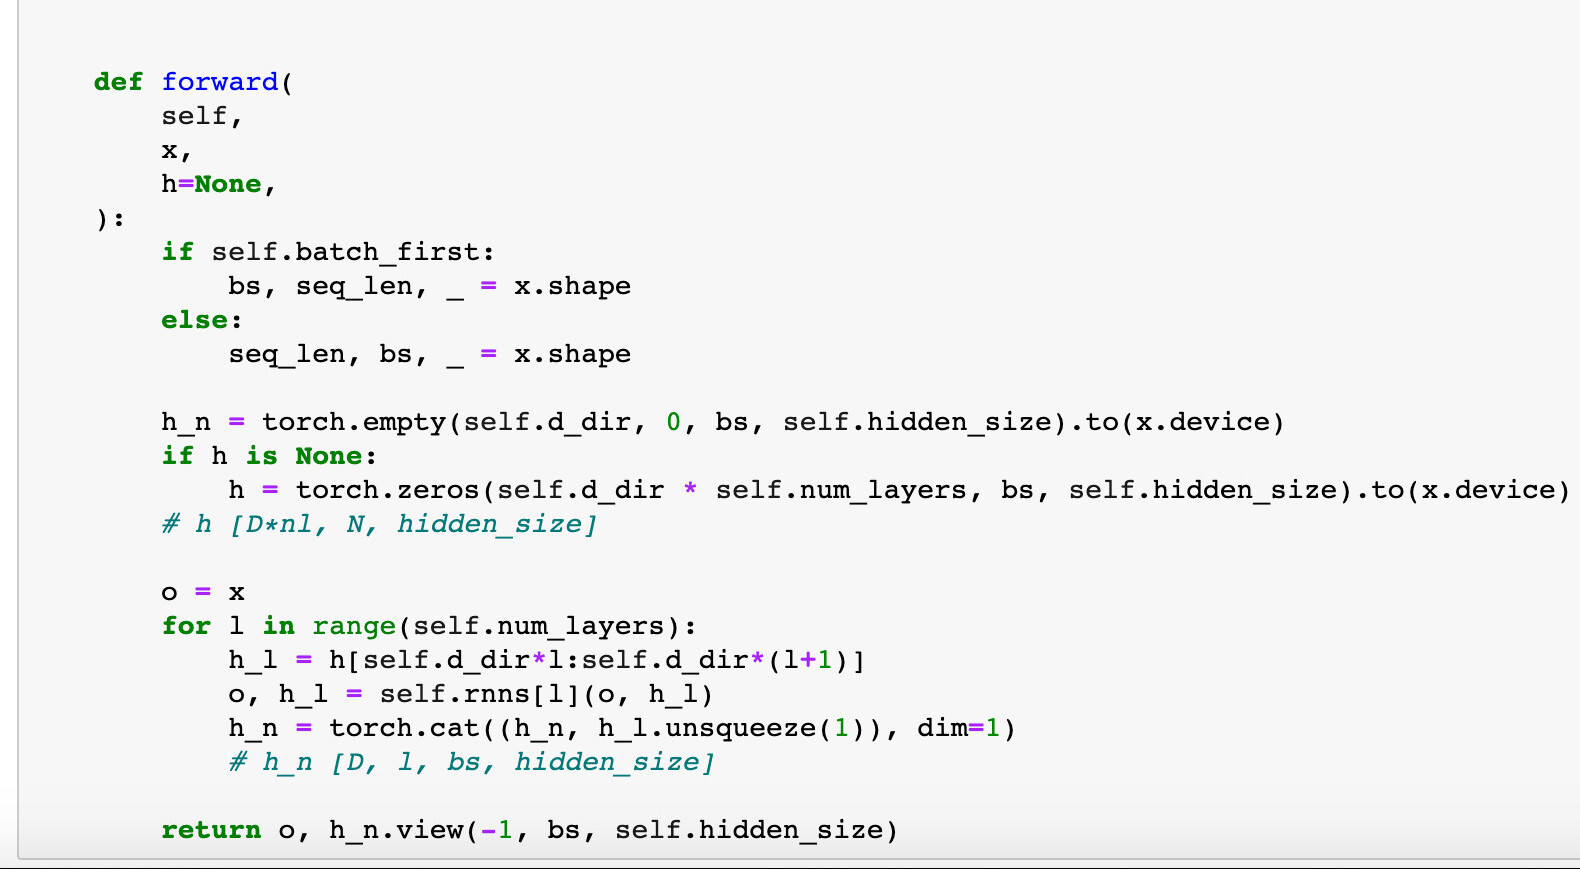 def forward(
    self,
    x,
    h=None,
):
    if self.batch_first:
        bs, seq_len, _ = x.shape
    else:
        seq_len, bs, _ = x.shape

    h_n = torch.empty(self.d_dir, 0, bs, self.hidden_size).to(x.device)
    if h is None:
        h = torch.zeros(self.d_dir * self.num_layers, bs, self.hidden_size).to(x.device)
    # h [D*nl, N, hidden_size]

    o = x
    for l in range(self.num_layers):
        h_l = h[self.d_dir*l:self.d_dir*(l+1)]
        o, h_l = self.rnns[l](o, h_l)
        h_n = torch.cat((h_n, h_l.unsqueeze(1)), dim=1)
        # h_n [D, l, bs, hidden_size]

    return o, h_n.view(-1, bs, self.hidden_size)